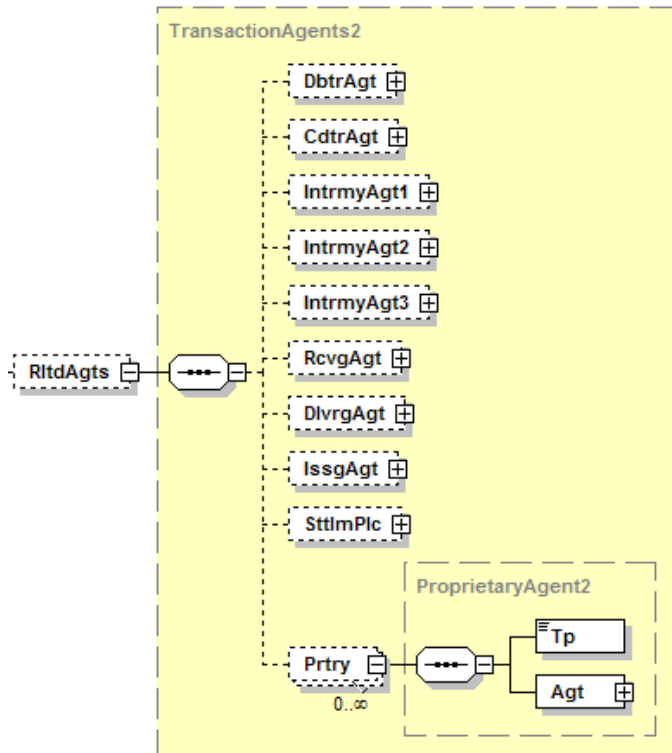 TransactionAgents2
DbtrAgt
CdtrAgt
IntrmyAgt1
IntrmyAgt2
IntrmyAgt3
RltdAgts
RcvgAgt
DlvrgAgt
IssgAgt
SttlmPlc
ProprietaryAgent2
Tp
Prtry
0..∞
Agt